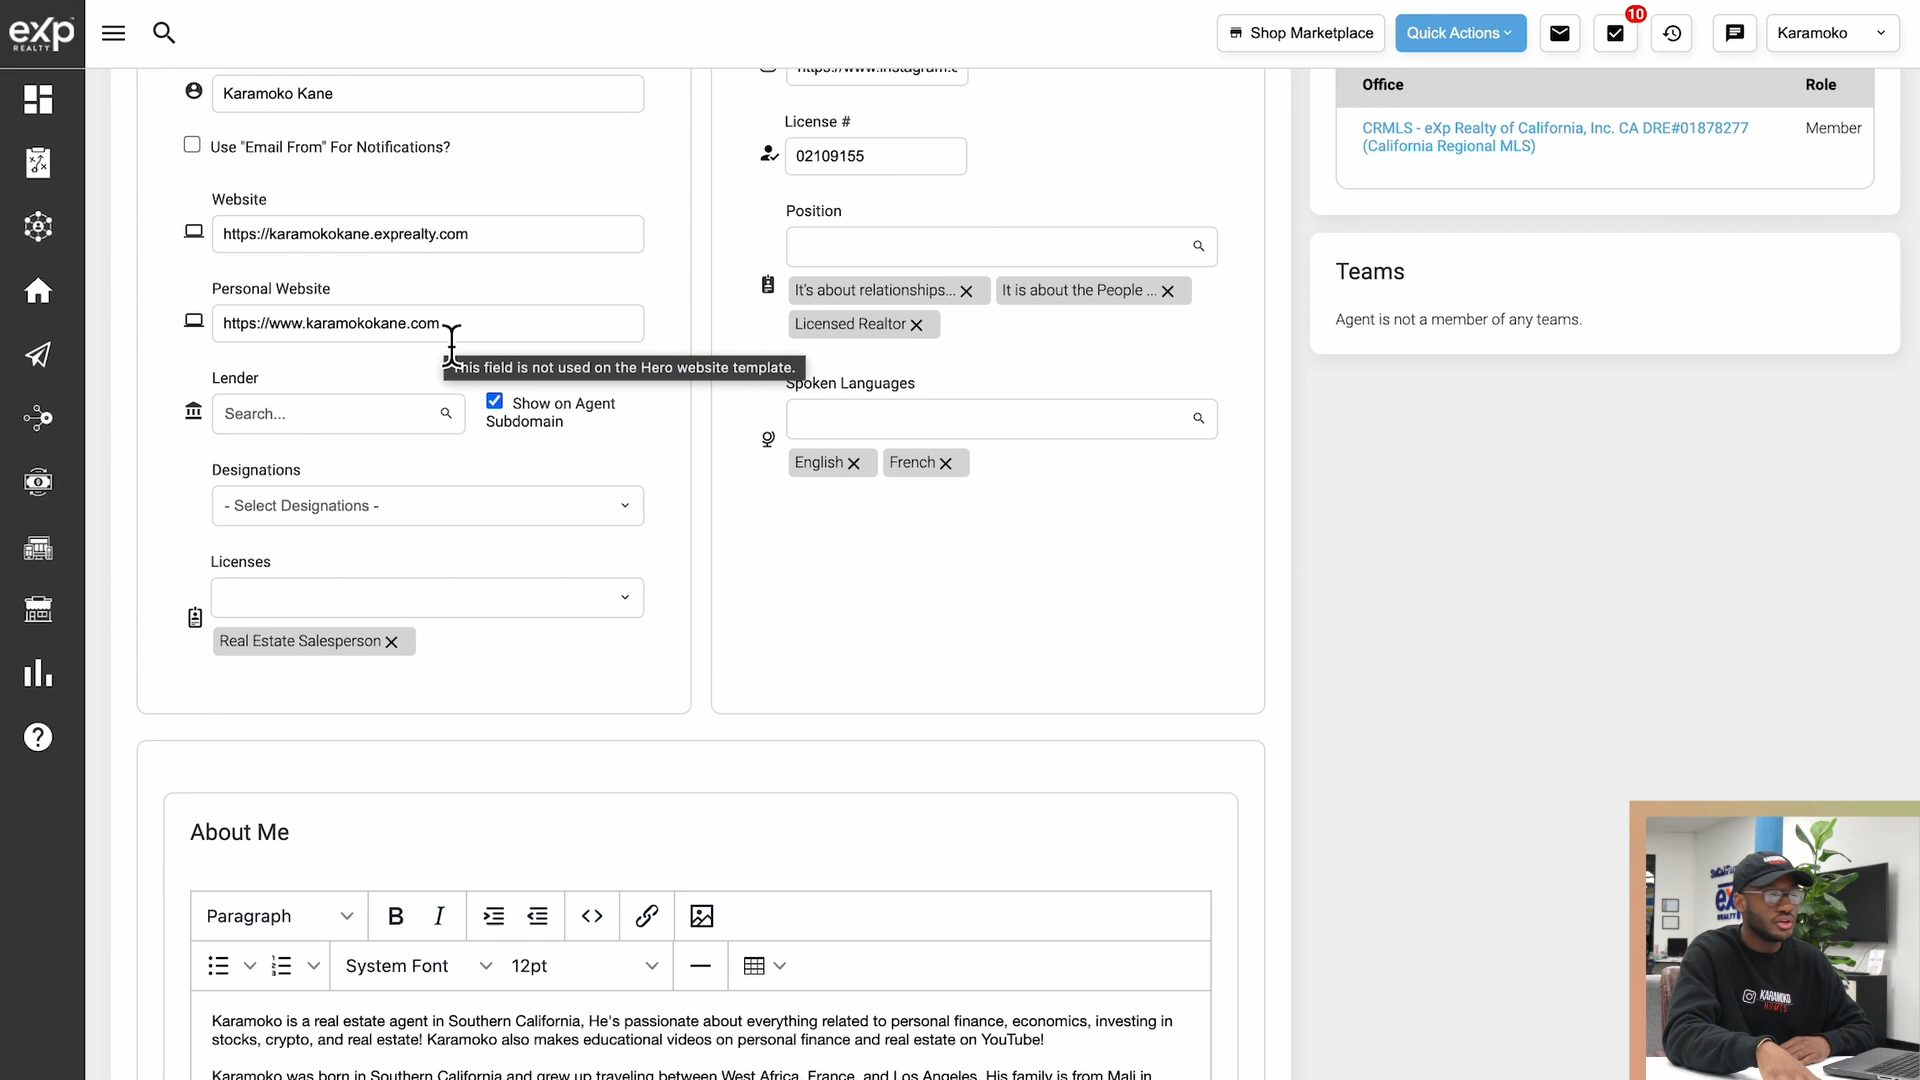 eXp
REALTY
Shop Marketplace
Quick Actions
10
Karamoko
Karamoko Kane
Use "Email From" For Notifications?
Website
https://karamokokane.exprealty.com
Personal Website
https://www.karamokokane.com
This field is not used on the Hero website template.
Lender
Search...
Show on Agent
Subdomain
Designations
- Select Designations -
Licenses
Real Estate Salesperson
License #
02109155
Position
It's about relationships...
It is about the People ...
Licensed Realtor
Spoken Languages
English
French
Office
Role
CRMLS - eXp Realty of California, Inc. CA DRE#01878277
(California Regional MLS)
Member
Teams
Agent is not a member of any teams.
About Me
Paragraph
B
I
System Font
12pt
Karamoko is a real estate agent in Southern California, He's passionate about everything related to personal finance, economics, investing in
stocks, crypto, and real estate! Karamoko also makes educational videos on personal finance and real estate on YouTube!
Karamoko was born in Southern California and grew up traveling between West Africa, France, and Los Angeles. His family is from Mali in
KARAMOKO
HOMES